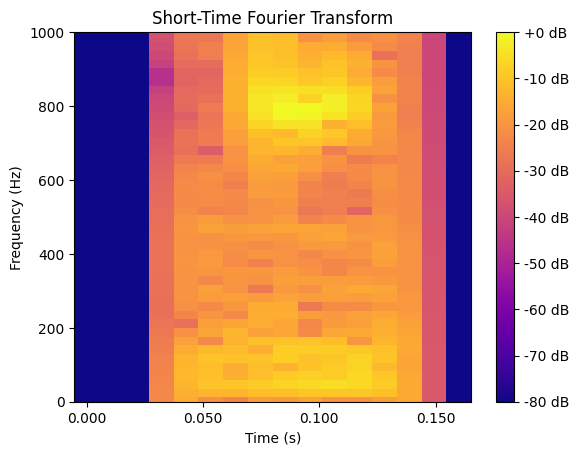 Short-Time Fourier Transform
1000
800
600
400
200
0
Frequency (Hz)
0.000
0.050
0.100
0.150
Time (s)
+0 dB
-10 dB
-20 dB
-30 dB
-40 dB
-50 dB
-60 dB
-70 dB
-80 dB